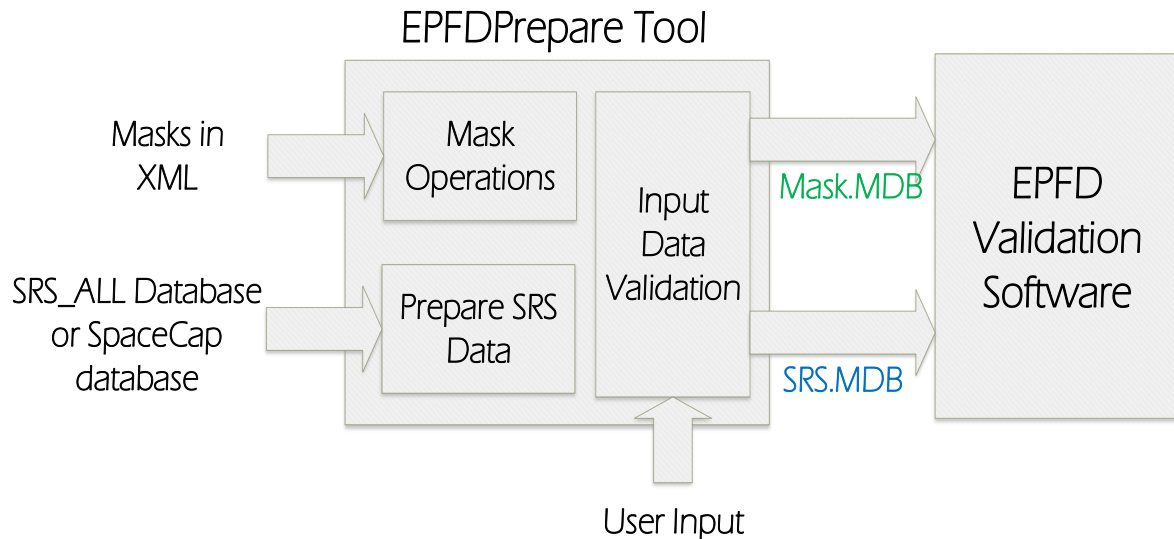 EPFDPrepare Tool
Masks in
XML
Mask
Operations
SRS_ALL Database
or SpaceCap
database
Prepare SRS
Data
Input
Data
Validation
User Input
Mask.MDB
SRS.MDB
EPFD
Validation
Software